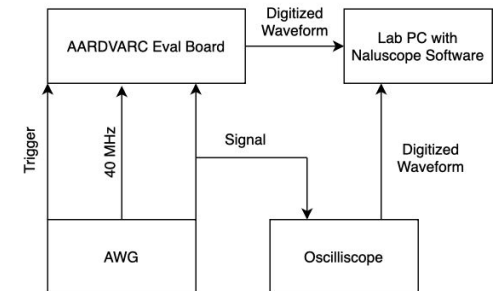 Digitized
Waveform
AARDVARC Eval Board
Lab PC with
Naluscope Software
Trigger
40 MHz
Signal
Digitized
Waveform
AWG
Oscilliscope